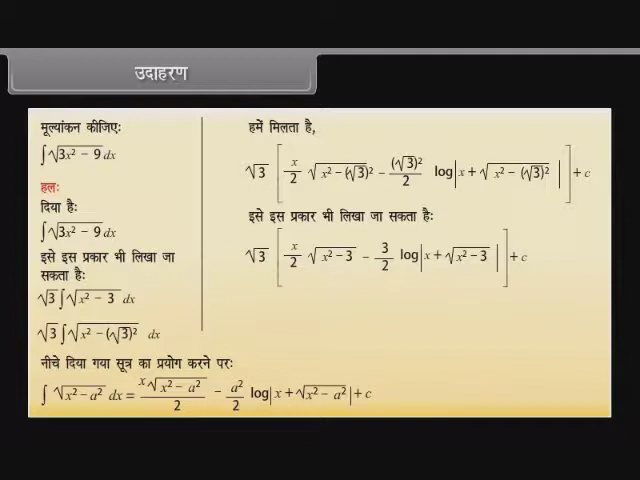 उदाहरण
मूल्यांकन कीजिएः
∫√3x² − 9 dx
हलः
दिया हैः
∫√3x² − 9 dx
इसे इस प्रकार भी लिखा जा
सकता हैः
√3 ∫√x² − 3 dx
√3 ∫√x² − (√3)² dx
नीचे दिया गया सूत्र का प्रयोग करने परः
∫ √x² − a² dx = x√x² − a² / 2 − a²/2 log|x + √x² − a²| + c
हमें मिलता है,
√3 [x/2 √x² − (√3)² − (√3)²/2 log|x + √x² − (√3)²|] + c
इसे इस प्रकार भी लिखा जा सकता हैः
√3 [x/2 √x² − 3 − 3/2 log|x + √x² − 3|] + c